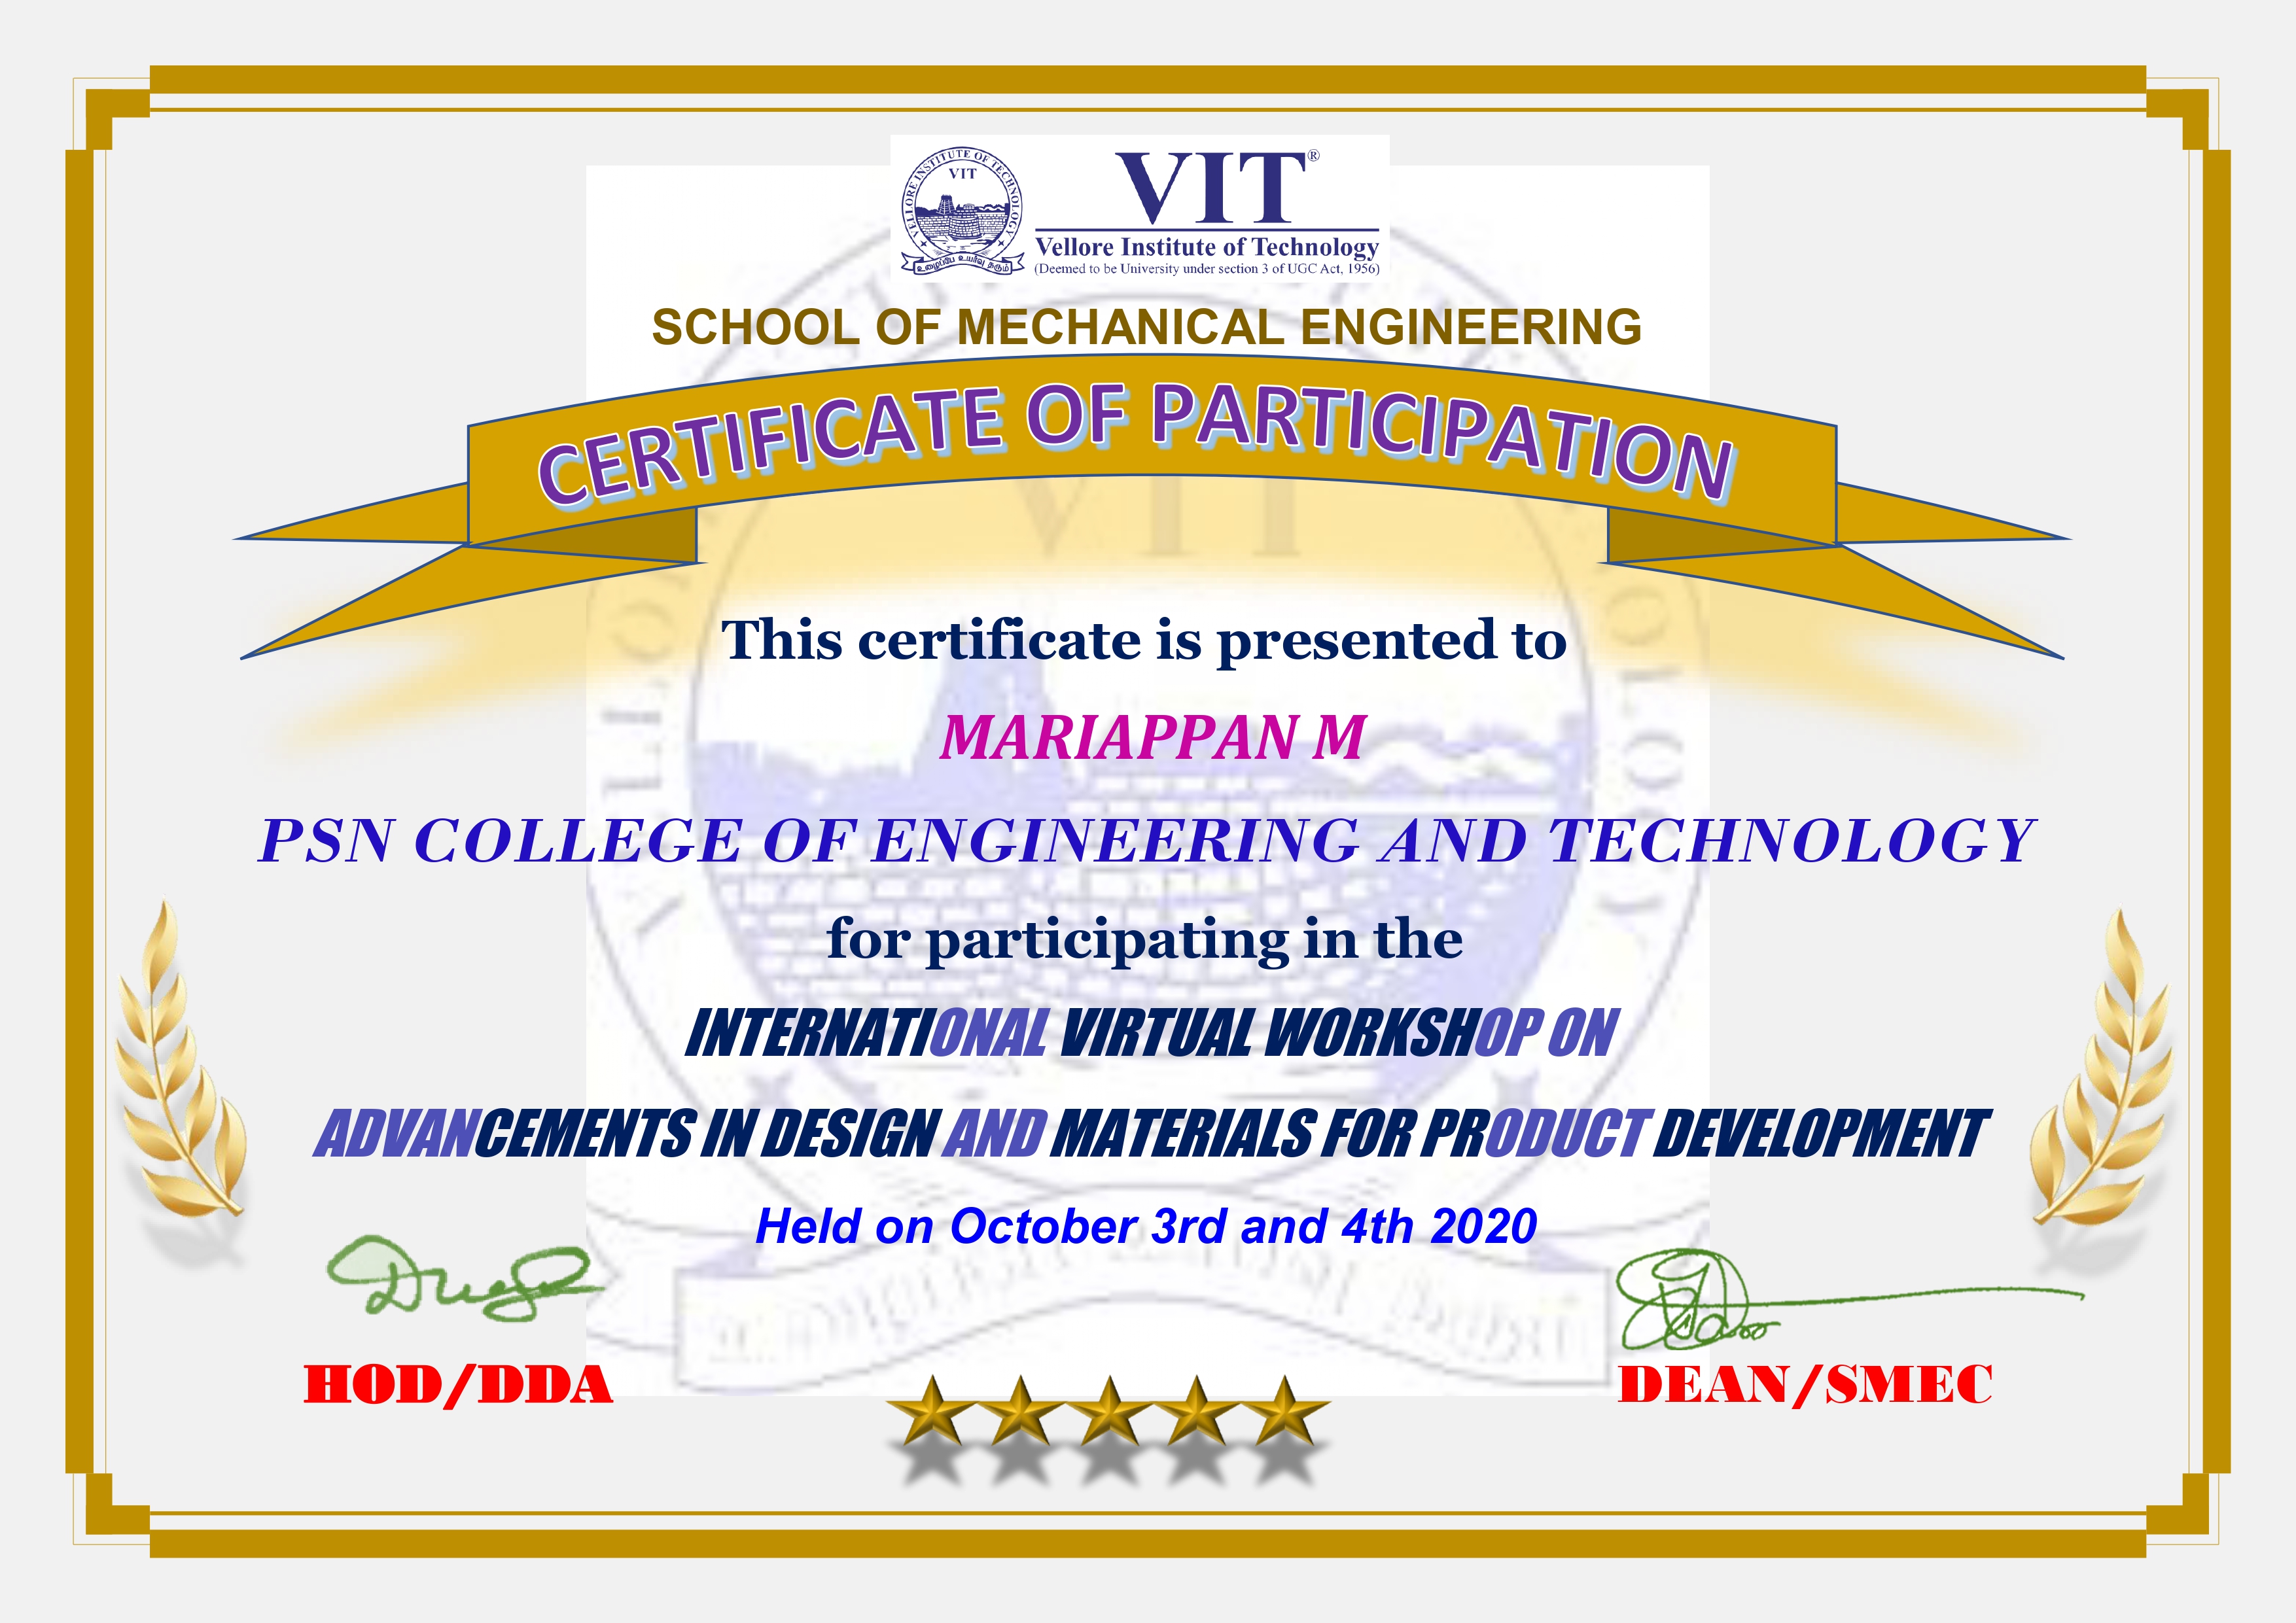 VELLORE INSTITUTE OF TECHNOLOGY
VIT
உழைப்பே உயர்வு தரும்
VIT®
Vellore Institute of Technology
(Deemed to be University under section 3 of UGC Act, 1956)
SCHOOL OF MECHANICAL ENGINEERING
CERTIFICATE OF PARTICIPATION
VIT
This certificate is presented to
MARIAPPAN M
PSN COLLEGE OF ENGINEERING AND TECHNOLOGY
for participating in the
INTERNATIONAL VIRTUAL WORKSHOP ON
ADVANCEMENTS IN DESIGN AND MATERIALS FOR PRODUCT DEVELOPMENT
Held on October 3rd and 4th 2020
HOD/DDA
DEAN/SMEC